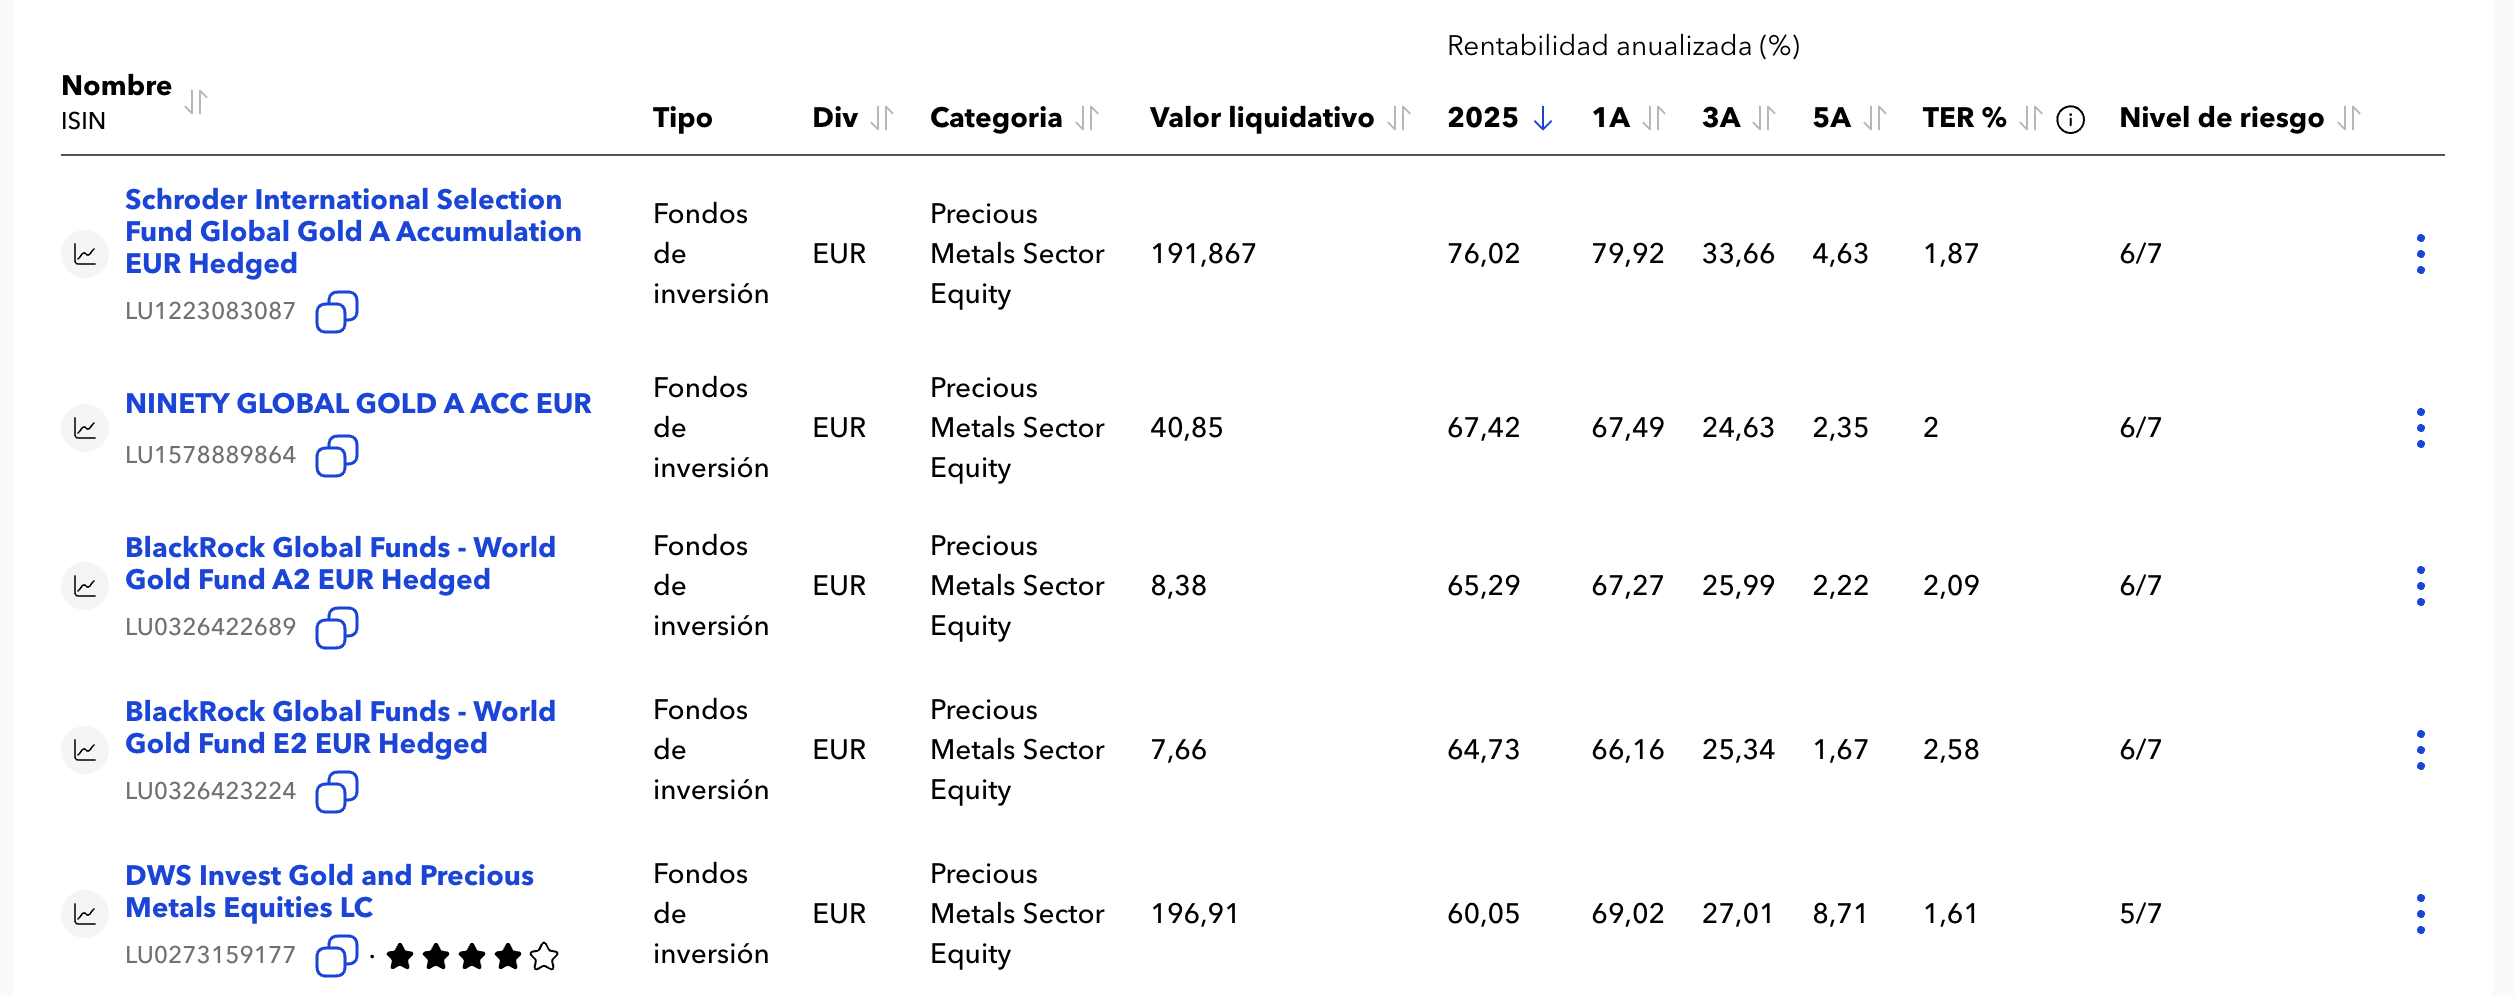 Rentabilidad anualizada (%)
Nombre
ISIN
Tipo Div Categoria Valor liquidativo 2025 1A 3A 5A TER % Nivel de riesgo
Schroder International Selection
Fund Global Gold A Accumulation
EUR Hedged
LU1223083087
Fondos
de
inversión
EUR
Precious
Metals Sector
Equity
191,867 76,02 79,92 33,66 4,63 1,87 6/7
NINETY GLOBAL GOLD A ACC EUR
LU1578889864
Fondos
de
inversión
EUR
Precious
Metals Sector
Equity
40,85 67,42 67,49 24,63 2,35 2 6/7
BlackRock Global Funds - World
Gold Fund A2 EUR Hedged
LU0326422689
Fondos
de
inversión
EUR
Precious
Metals Sector
Equity
8,38 65,29 67,27 25,99 2,22 2,09 6/7
BlackRock Global Funds - World
Gold Fund E2 EUR Hedged
LU0326423224
Fondos
de
inversión
EUR
Precious
Metals Sector
Equity
7,66 64,73 66,16 25,34 1,67 2,58 6/7
DWS Invest Gold and Precious
Metals Equities LC
LU0273159177 · ★★★★☆
Fondos
de
inversión
EUR
Precious
Metals Sector
Equity
196,91 60,05 69,02 27,01 8,71 1,61 5/7